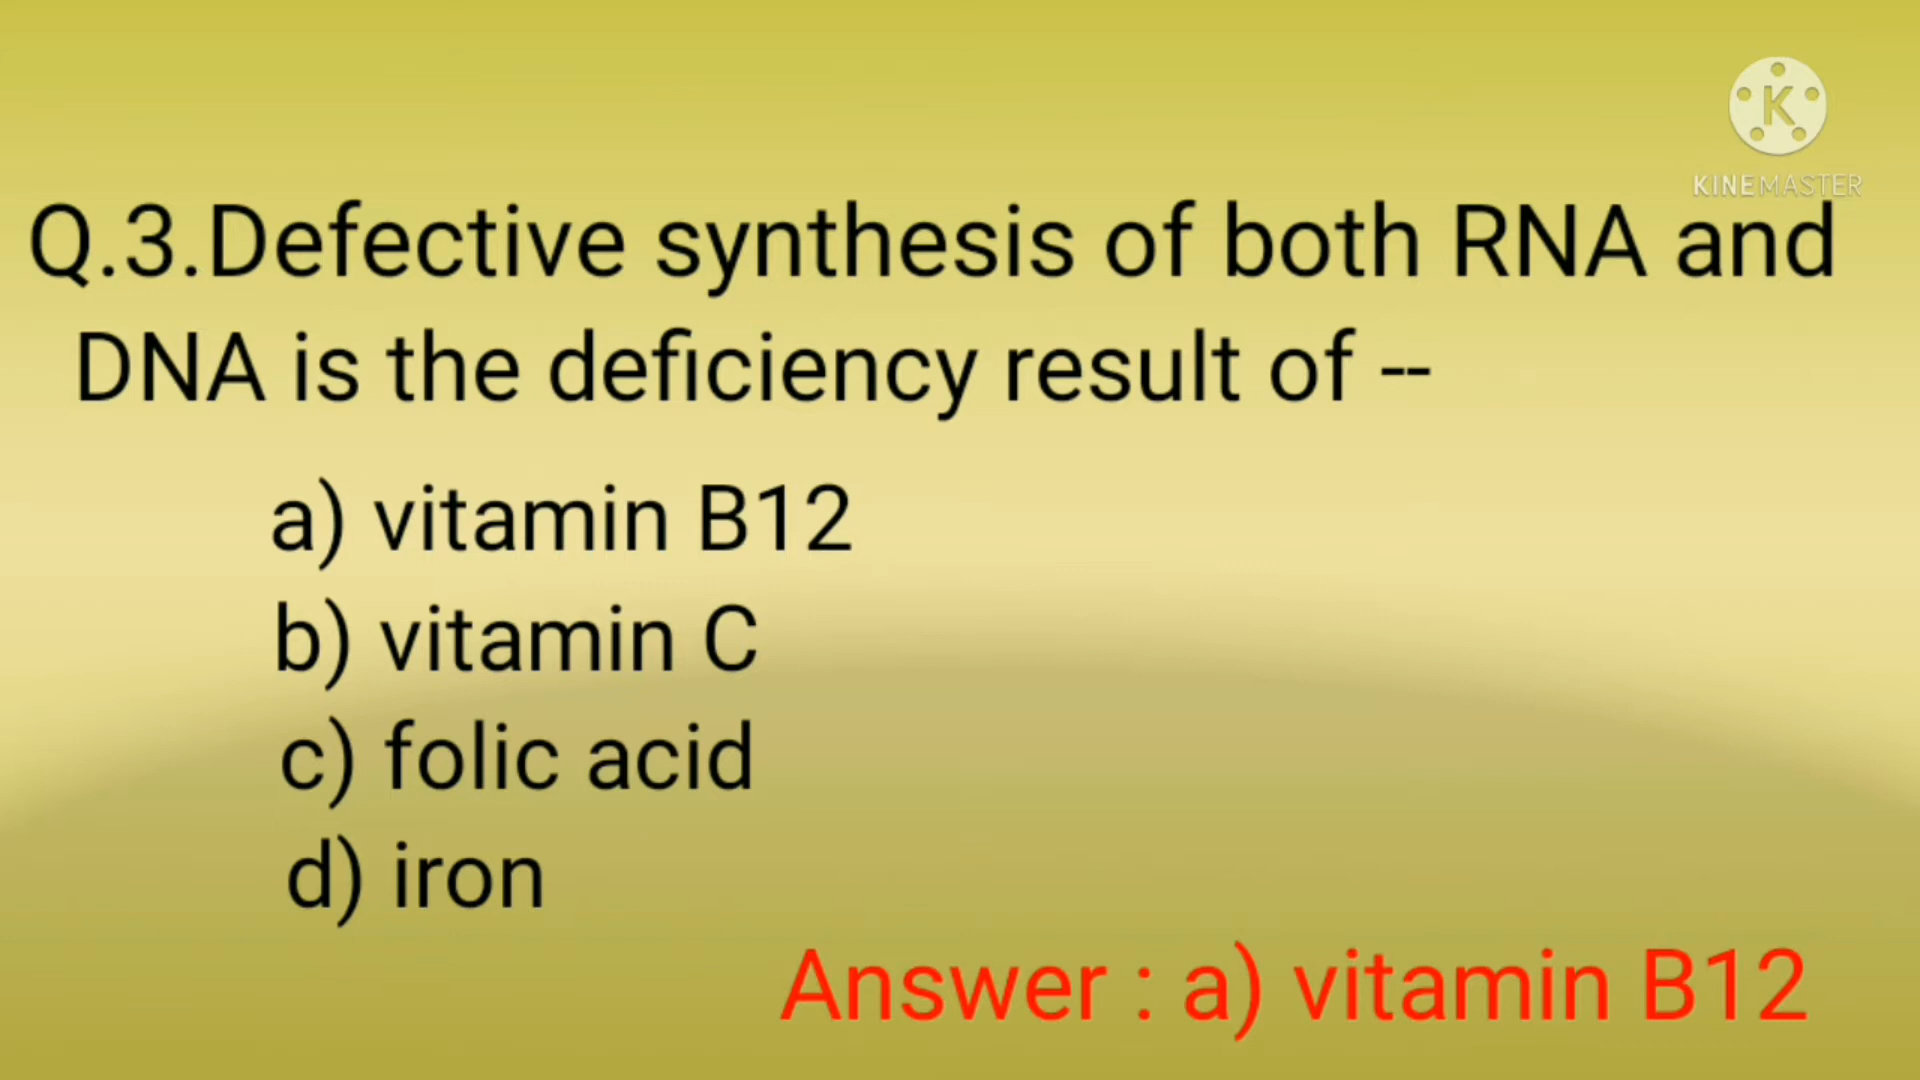 K
KINEMASTER
Q.3.Defective synthesis of both RNA and
DNA is the deficiency result of --
a) vitamin B12
b) vitamin C
c) folic acid
d) iron
Answer : a) vitamin B12